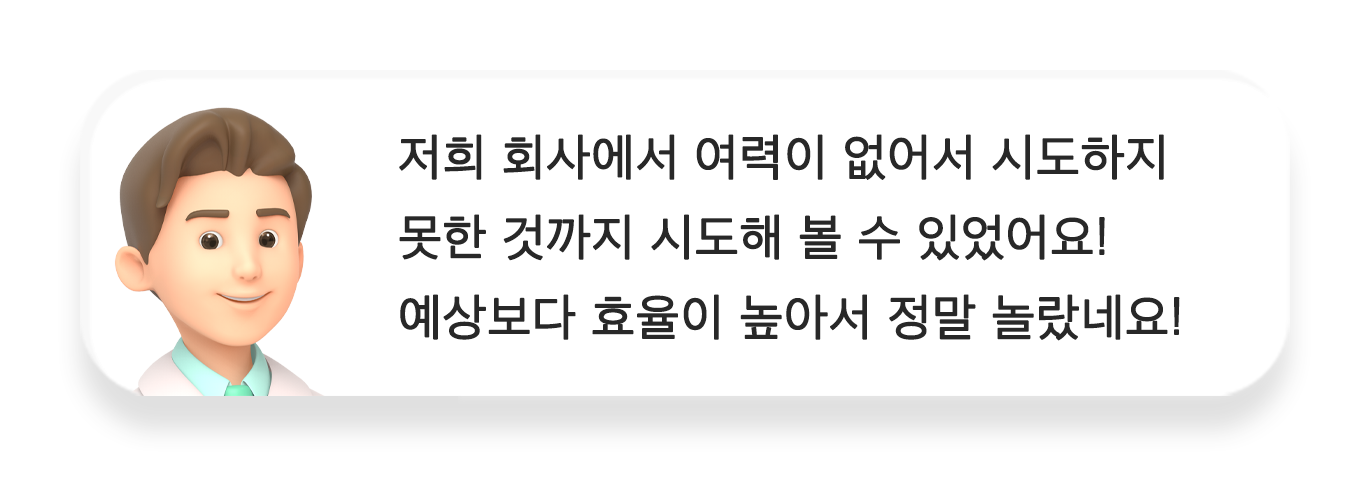 저희 회사에서 여력이 없어서 시도하지
못한 것까지 시도해 볼 수 있었어요!
예상보다 효율이 높아서 정말 놀랐네요!